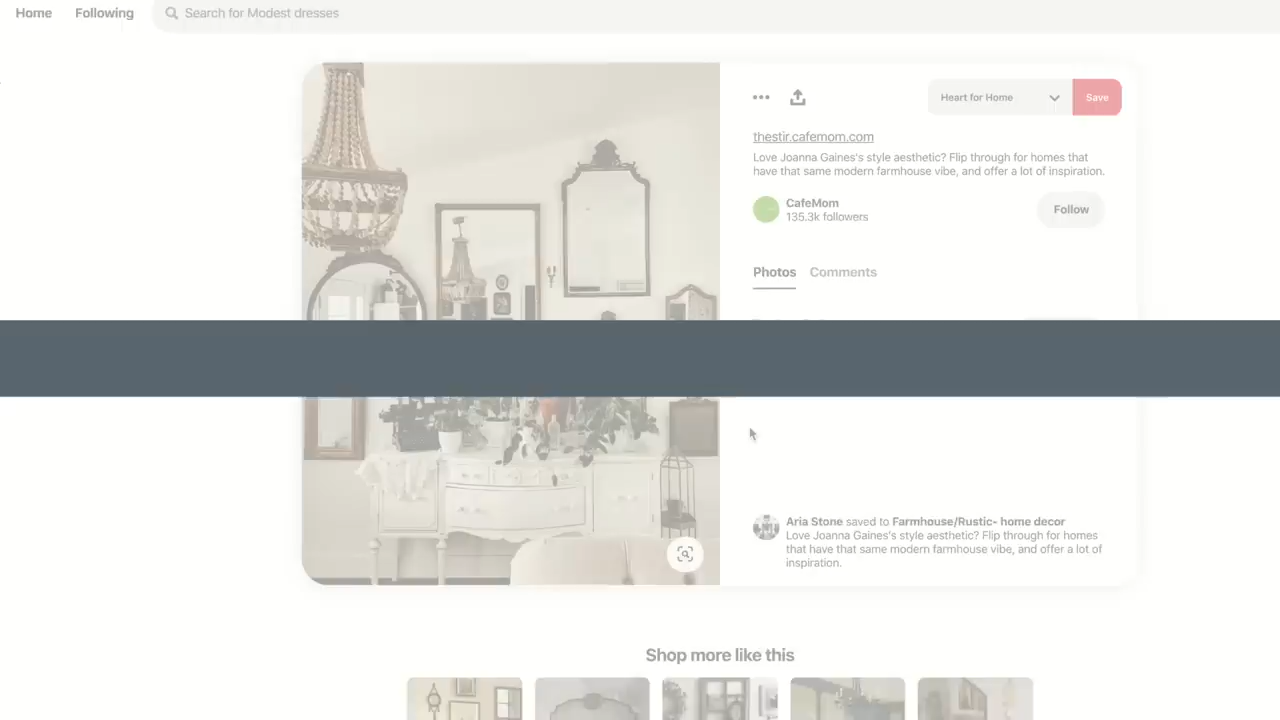 Home Following Search for Modest dresses
Heart for Home Save
thestir.cafemom.com
Love Joanna Gaines's style aesthetic? Flip through for homes that
have that same modern farmhouse vibe, and offer a lot of inspiration.
CafeMom
135.3k followers
Follow
Photos Comments
Aria Stone saved to Farmhouse/Rustic- home decor
Love Joanna Gaines's style aesthetic? Flip through for homes
that have that same modern farmhouse vibe, and offer a lot of
inspiration.
Shop more like this